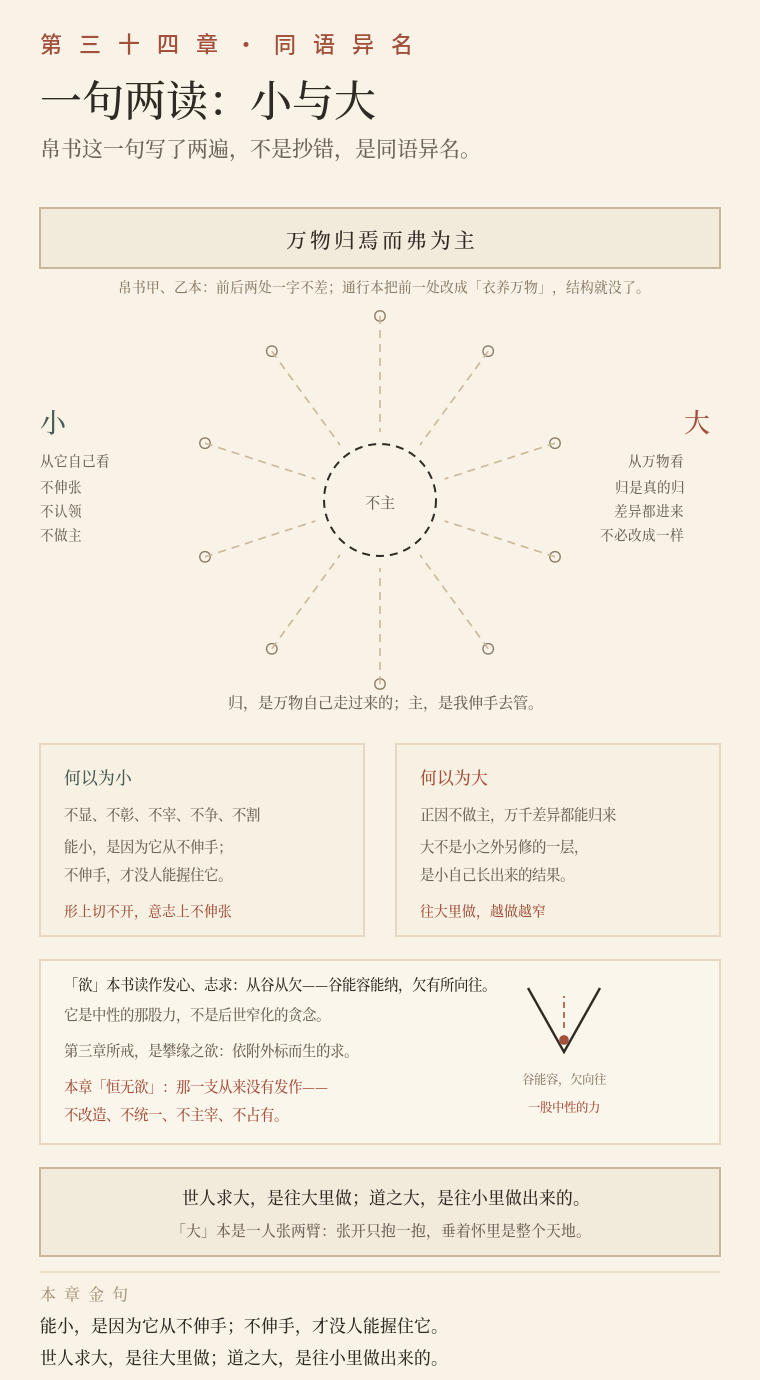 第三十四章·同语异名
一句两读：小与大
帛书这一句写了两遍，不是抄错，是同语异名。
万物归焉而弗为主
帛书甲、乙本：前后两处一字不差；通行本把前一处改成「衣养万物」，结构就没了。
小
从它自己看
不伸张
不认领
不做主
不主
大
从万物看
归是真的归
差异都进来
不必改成一样
归，是万物自己走过来的；主，是我伸手去管。
何以为小
不显、不彰、不宰、不争、不割
能小，是因为它从不伸手；
不伸手，才没人能握住它。
形上切不开，意志上不伸张
何以为大
正因不做主，万千差异都能归来
大不是小之外另修的一层，
是小自己长出来的结果。
往大里做，越做越窄
「欲」本书读作发心、志求：从谷从欠——谷能容能纳，欠有所向往。
它是中性的那股力，不是后世窄化的贪念。
第三章所戒，是攀缘之欲：依附外标而生的求。
本章「恒无欲」：那一支从来没有发作——
不改造、不统一、不主宰、不占有。
谷能容，欠向往
一股中性的力
世人求大，是往大里做；道之大，是往小里做出来的。
「大」本是一人张两臂：张开只抱一抱，垂着怀里是整个天地。
本章金句
能小，是因为它从不伸手；不伸手，才没人能握住它。
世人求大，是往大里做；道之大，是往小里做出来的。